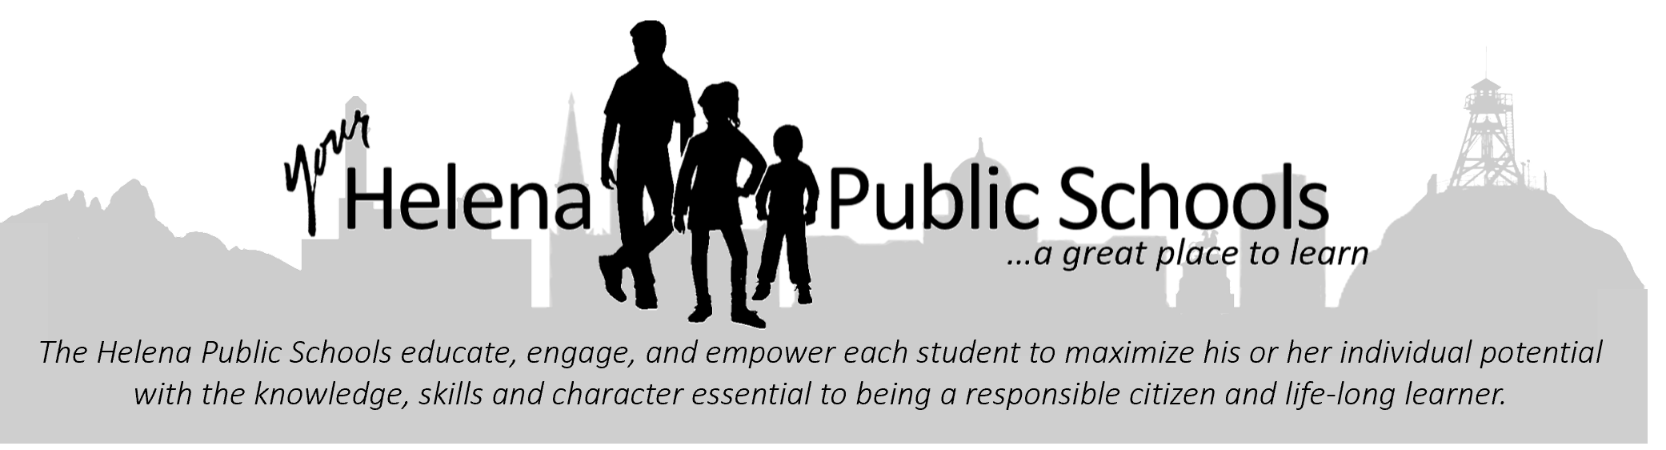 your Helena Public Schools
...a great place to learn
The Helena Public Schools educate, engage, and empower each student to maximize his or her individual potential
with the knowledge, skills and character essential to being a responsible citizen and life-long learner.